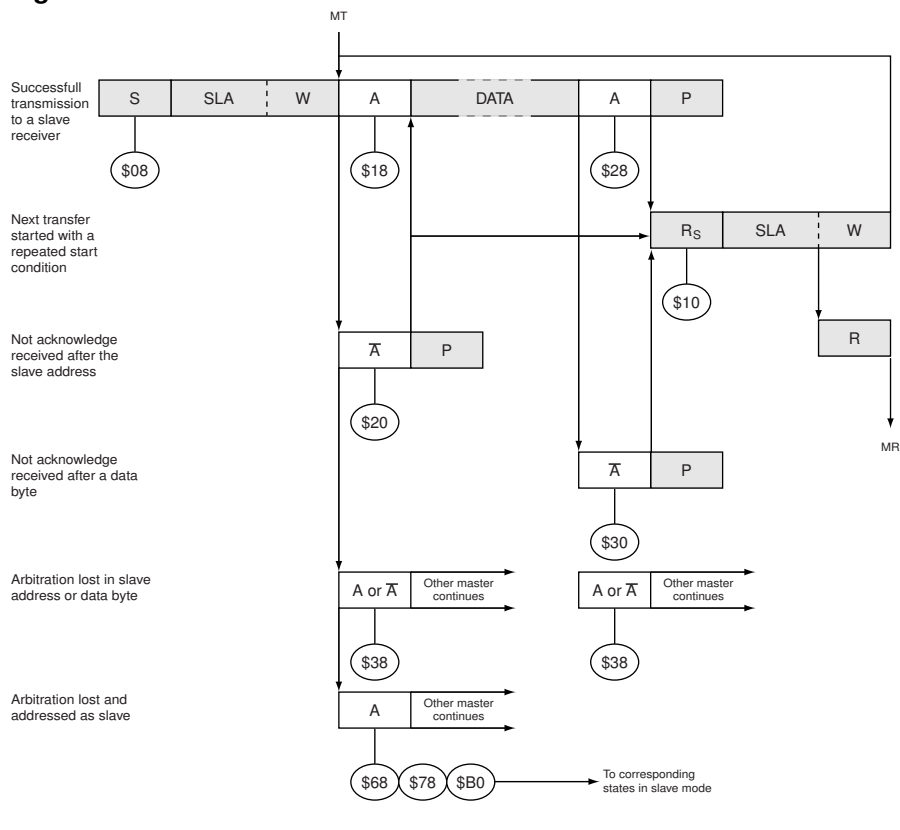 MT
Successfull
transmission
to a slave
receiver
S SLA W A DATA A P
$08 $18 $28
Next transfer
started with a
repeated start
condition
RS SLA W
$10
Not acknowledge
received after the
slave address
A̅ P
R
$20
MR
Not acknowledge
received after a data
byte
A̅ P
$30
Arbitration lost in slave
address or data byte
A or A̅ Other master
continues
A or A̅ Other master
continues
$38 $38
Arbitration lost and
addressed as slave
A Other master
continues
$68 $78 $B0
To corresponding
states in slave mode